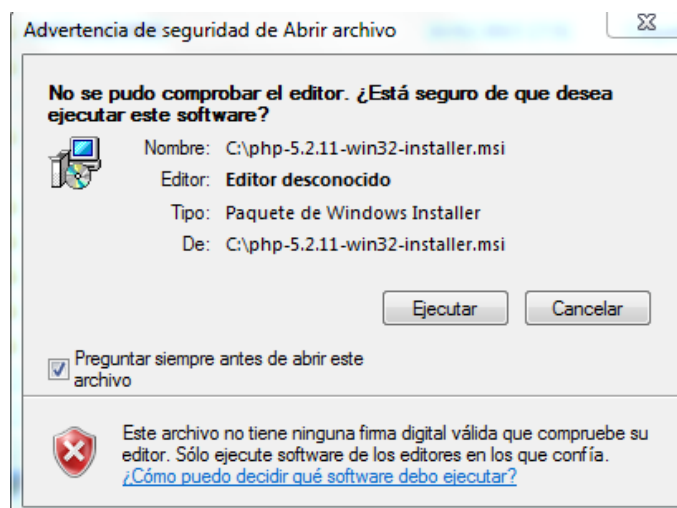 Advertencia de seguridad de Abrir archivo
No se pudo comprobar el editor. ¿Está seguro de que desea
ejecutar este software?
Nombre: C:\php-5.2.11-win32-installer.msi
Editor: Editor desconocido
Tipo: Paquete de Windows Installer
De: C:\php-5.2.11-win32-installer.msi
Ejecutar Cancelar
Preguntar siempre antes de abrir este
archivo
Este archivo no tiene ninguna firma digital válida que compruebe su
editor. Sólo ejecute software de los editores en los que confía.
¿Cómo puedo decidir qué software debo ejecutar?